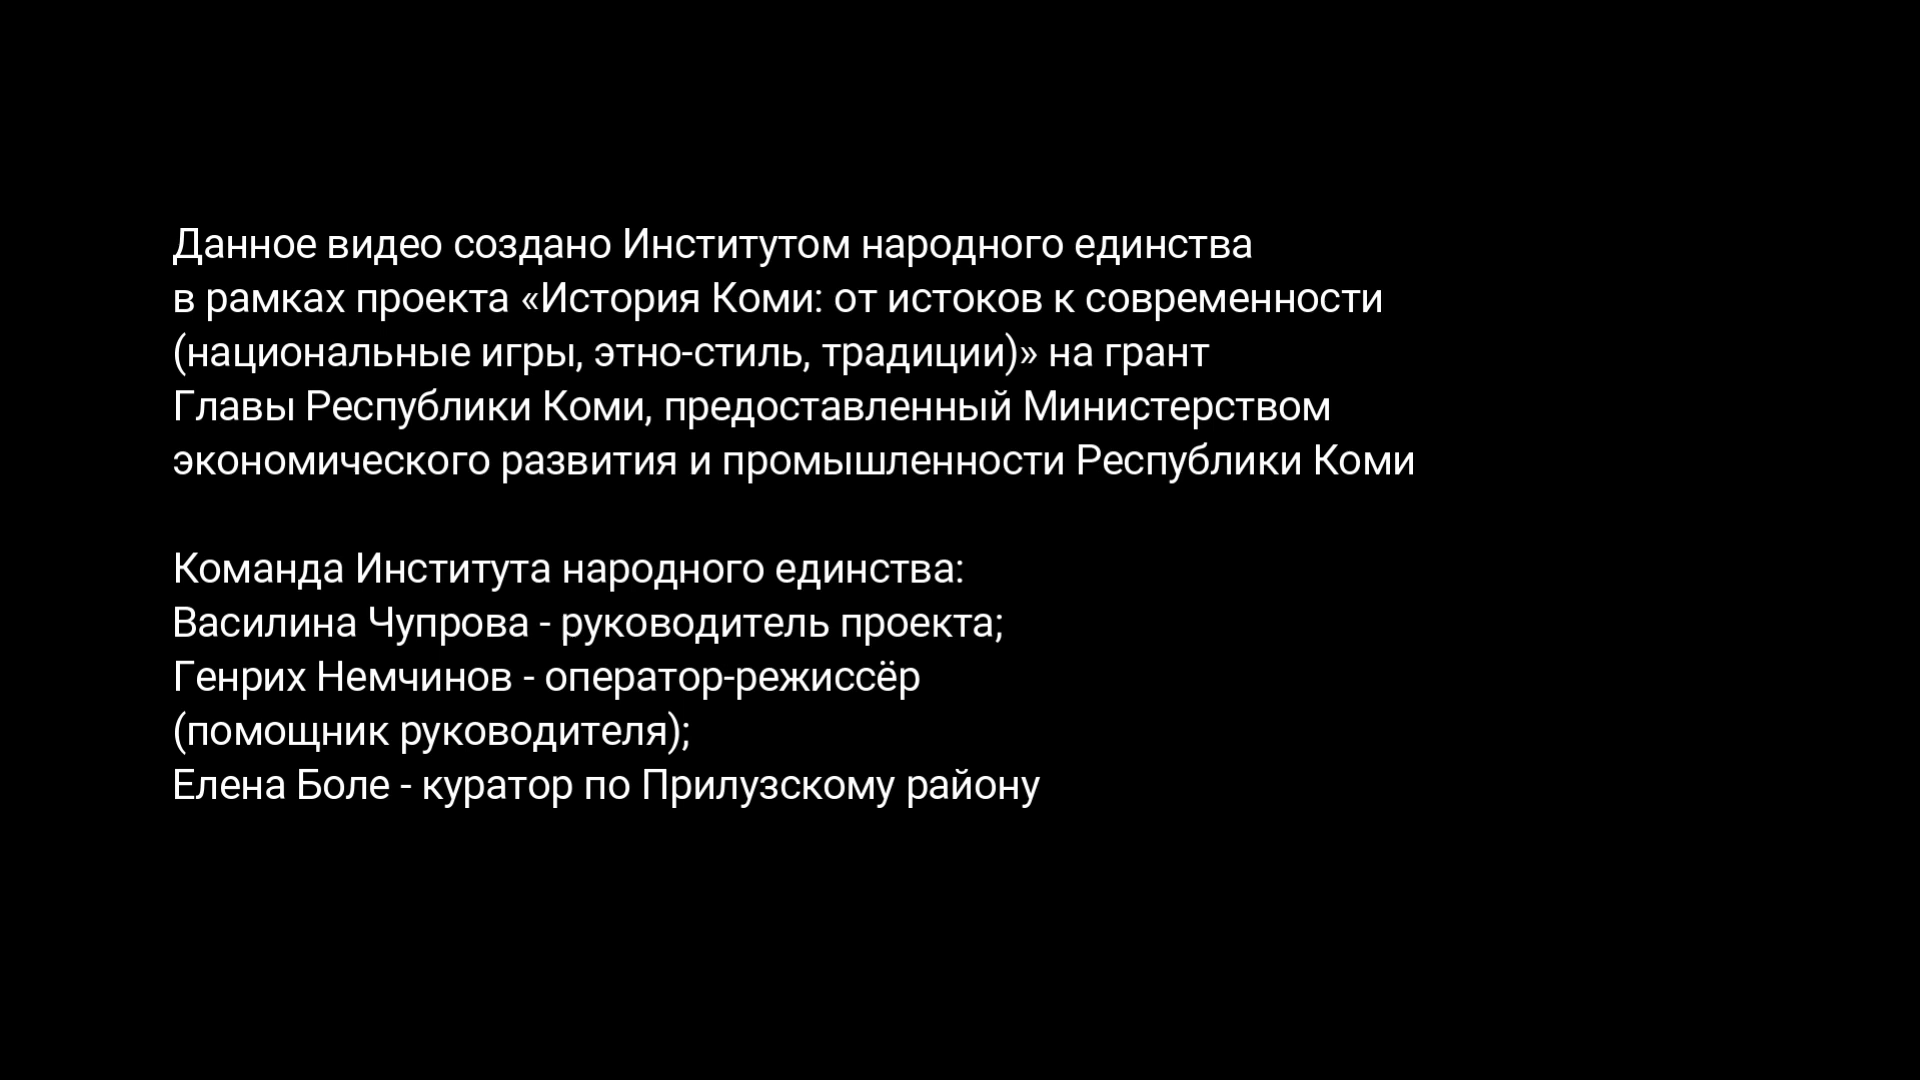 Данное видео создано Институтом народного единства
в рамках проекта «История Коми: от истоков к современности
(национальные игры, этно-стиль, традиции)» на грант
Главы Республики Коми, предоставленный Министерством
экономического развития и промышленности Республики Коми
Команда Института народного единства:
Василина Чупрова - руководитель проекта;
Генрих Немчинов - оператор-режиссёр
(помощник руководителя);
Елена Боле - куратор по Прилузскому району